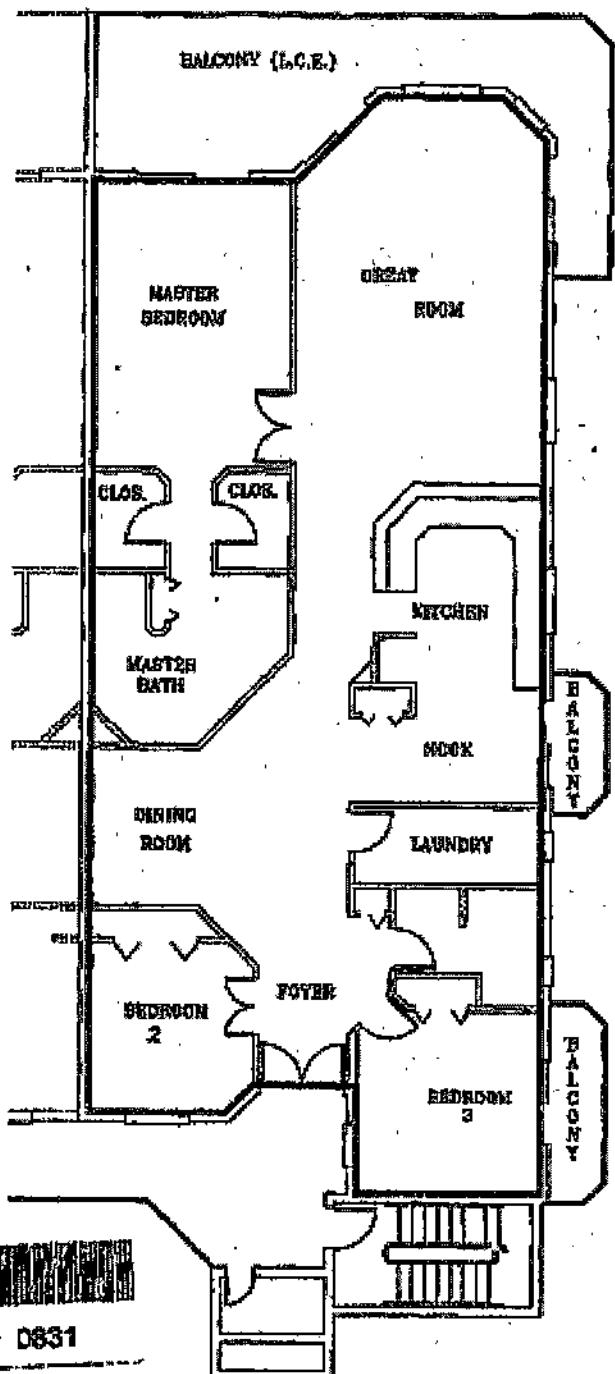 BALCONY (L.C.E.)
GREAT
ROOM
MASTER
BEDROOM
CLOS.
CLOS.
KITCHEN
MASTER
BATH
BALCONY
NOOK
DINING
ROOM
LAUNDRY
FOYER
BEDROOM
2
BALCONY
BEDROOM
3
0831